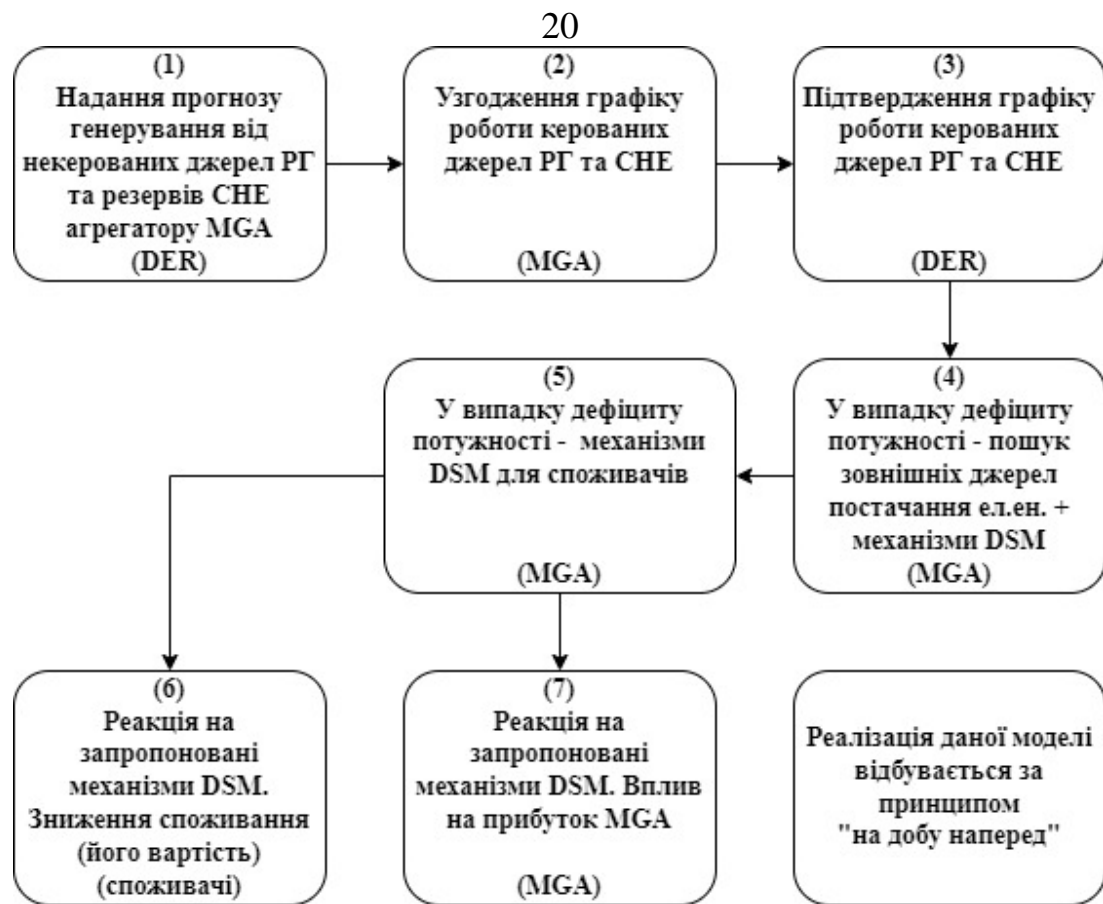 20
(1)
Надання прогнозу
генерування від
некерованих джерел РГ
та резервів СНЕ
агрегатору MGA
(DER)
(2)
Узгодження графіку
роботи керованих
джерел РГ та СНЕ
(MGA)
(3)
Підтвердження графіку
роботи керованих
джерел РГ та СНЕ
(DER)
(4)
У випадку дефіциту
потужності - пошук
зовнішніх джерел
постачання ел.ен. +
механізми DSM
(MGA)
(5)
У випадку дефіциту
потужності - механізми
DSM для споживачів
(MGA)
(6)
Реакція на
запропоновані
механізми DSM.
Зниження споживання
(його вартість)
(споживачі)
(7)
Реакція на
запропоновані
механізми DSM. Вплив
на прибуток MGA
(MGA)
Реалізація даної моделі
відбувається за
принципом
"на добу наперед"